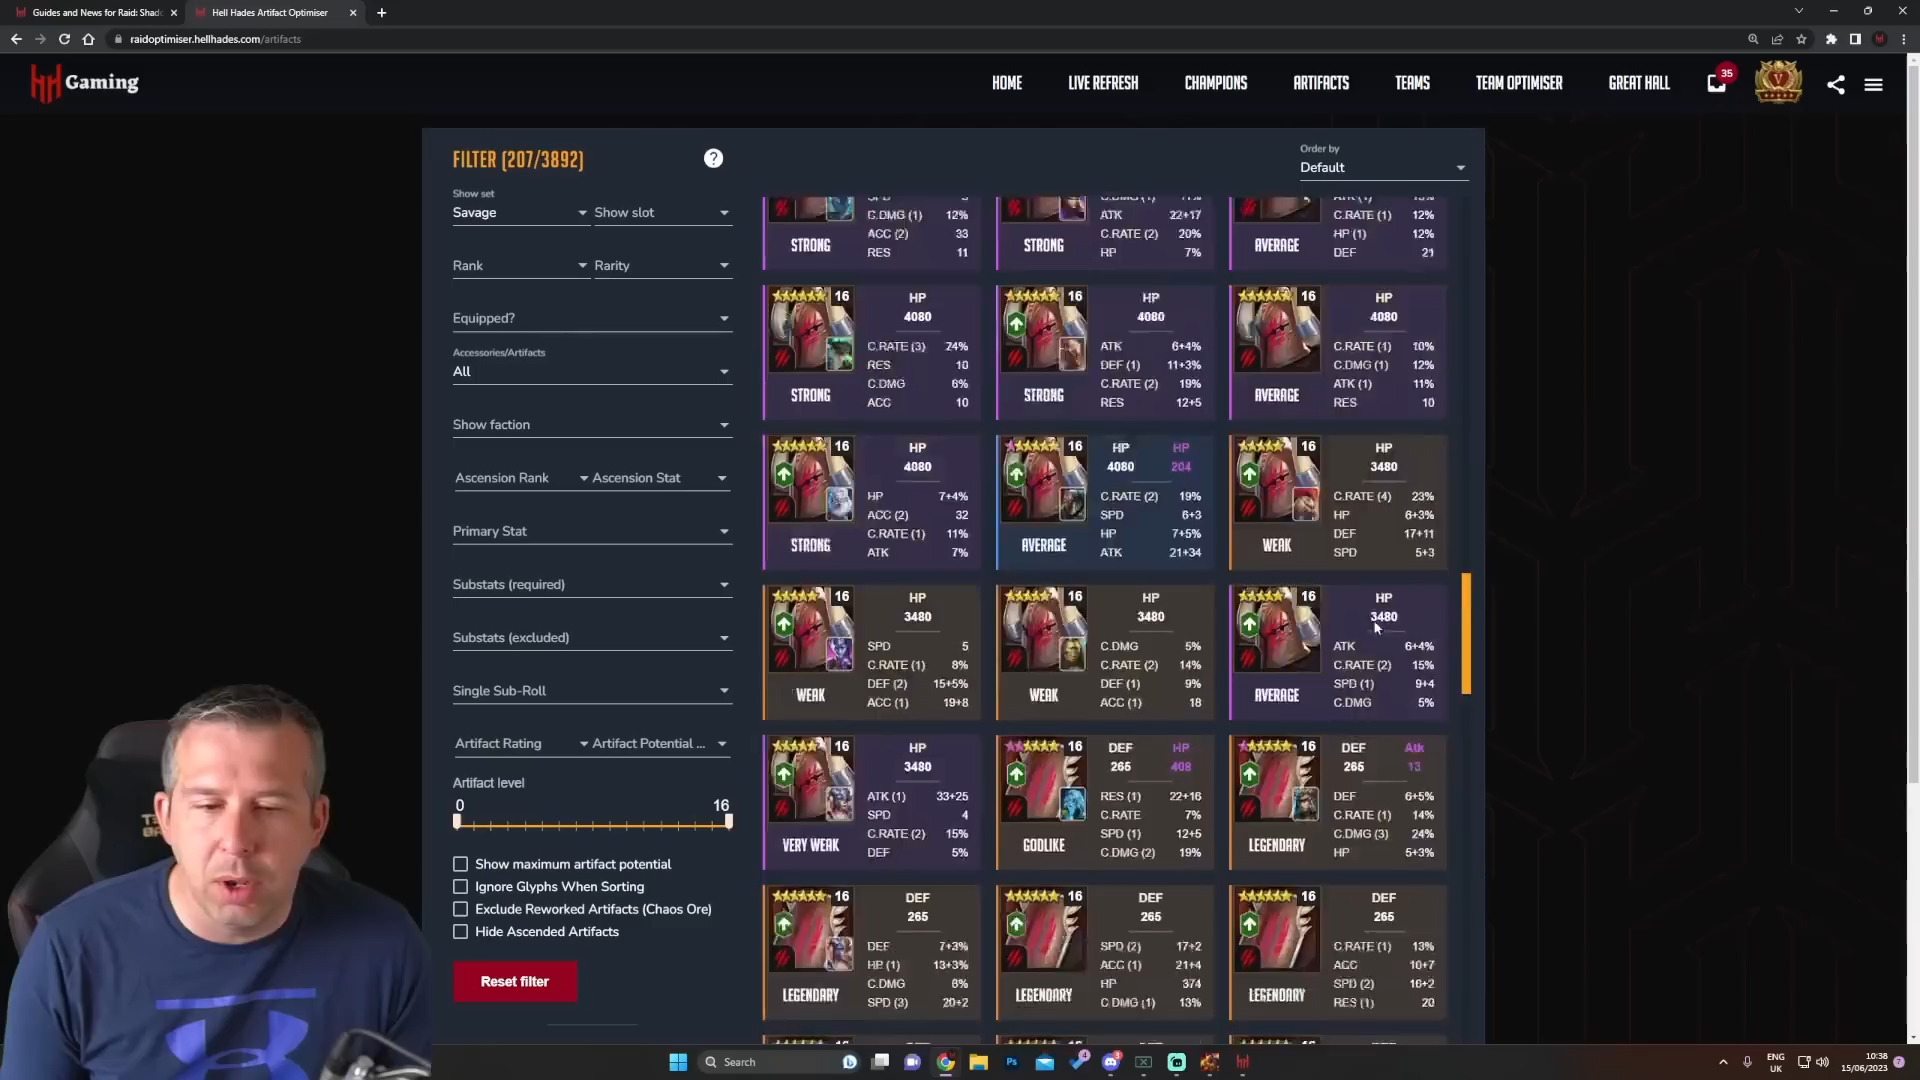 Guides and News for Raid: Shad
Hell Hades Artifact Optimiser
raidoptimiser.hellhades.com/artifacts
Gaming
HOME
LIVE REFRESH
CHAMPIONS
ARTIFACTS
TEAMS
TEAM OPTIMISER
GREAT HALL
35
FILTER (207/3892)
?
Order by
Default
Show set
Savage
Show slot
Rank
Rarity
Equipped?
Accessories/Artifacts
All
Show faction
Ascension Rank
Ascension Stat
Primary Stat
Substats (required)
Substats (excluded)
Single Sub-Roll
Artifact Rating
Artifact Potential ...
Artifact level
0
16
Show maximum artifact potential
Ignore Glyphs When Sorting
Exclude Reworked Artifacts (Chaos Ore)
Hide Ascended Artifacts
Reset filter
STRONG
C.DMG (1) 12%
ACC (2) 33
RES 11
STRONG
ATK 22+17
C.RATE (2) 20%
HP 7%
AVERAGE
C.RATE (1) 12%
HP (1) 12%
DEF 21
16
HP
4080
STRONG
C.RATE (3) 24%
RES 10
C.DMG 6%
ACC 10
16
HP
4080
STRONG
ATK 6+4%
DEF (1) 11+3%
C.RATE (2) 19%
RES 12+5
16
HP
4080
AVERAGE
C.RATE (1) 10%
C.DMG (1) 12%
ATK (1) 11%
RES 10
16
HP
4080
STRONG
HP 7+4%
ACC (2) 32
C.RATE (1) 11%
ATK 7%
16
HP HP
4080 204
AVERAGE
C.RATE (2) 19%
SPD 6+3
HP 7+5%
ATK 21+34
16
HP
3480
WEAK
C.RATE (4) 23%
HP 6+3%
DEF 17+11
SPD 5+3
16
HP
3480
WEAK
SPD 5
C.RATE (1) 8%
DEF (2) 15+5%
ACC (1) 19+8
16
HP
3480
WEAK
C.DMG 5%
C.RATE (2) 14%
DEF (1) 9%
ACC (1) 18
16
HP
3480
AVERAGE
ATK 6+4%
C.RATE (2) 15%
SPD (1) 9+4
C.DMG 5%
16
HP
3480
VERY WEAK
ATK (1) 33+25
SPD 4
C.RATE (2) 15%
DEF 5%
16
DEF HP
265 408
GODLIKE
RES (1) 22+16
C.RATE 7%
SPD (1) 12+5
C.DMG (2) 19%
16
DEF Atk
265 13
LEGENDARY
DEF 6+5%
C.RATE (1) 14%
C.DMG (3) 24%
HP 5+3%
16
DEF
265
LEGENDARY
DEF 7+3%
HP (1) 13+3%
C.DMG 6%
SPD (3) 20+2
16
DEF
265
LEGENDARY
SPD (2) 17+2
ACC (1) 21+4
HP 374
C.DMG (1) 13%
16
DEF
265
LEGENDARY
C.RATE (1) 13%
ACC 10+7
SPD (2) 16+2
RES (1) 20
Search
ENG
UK
10:38
15/06/2023